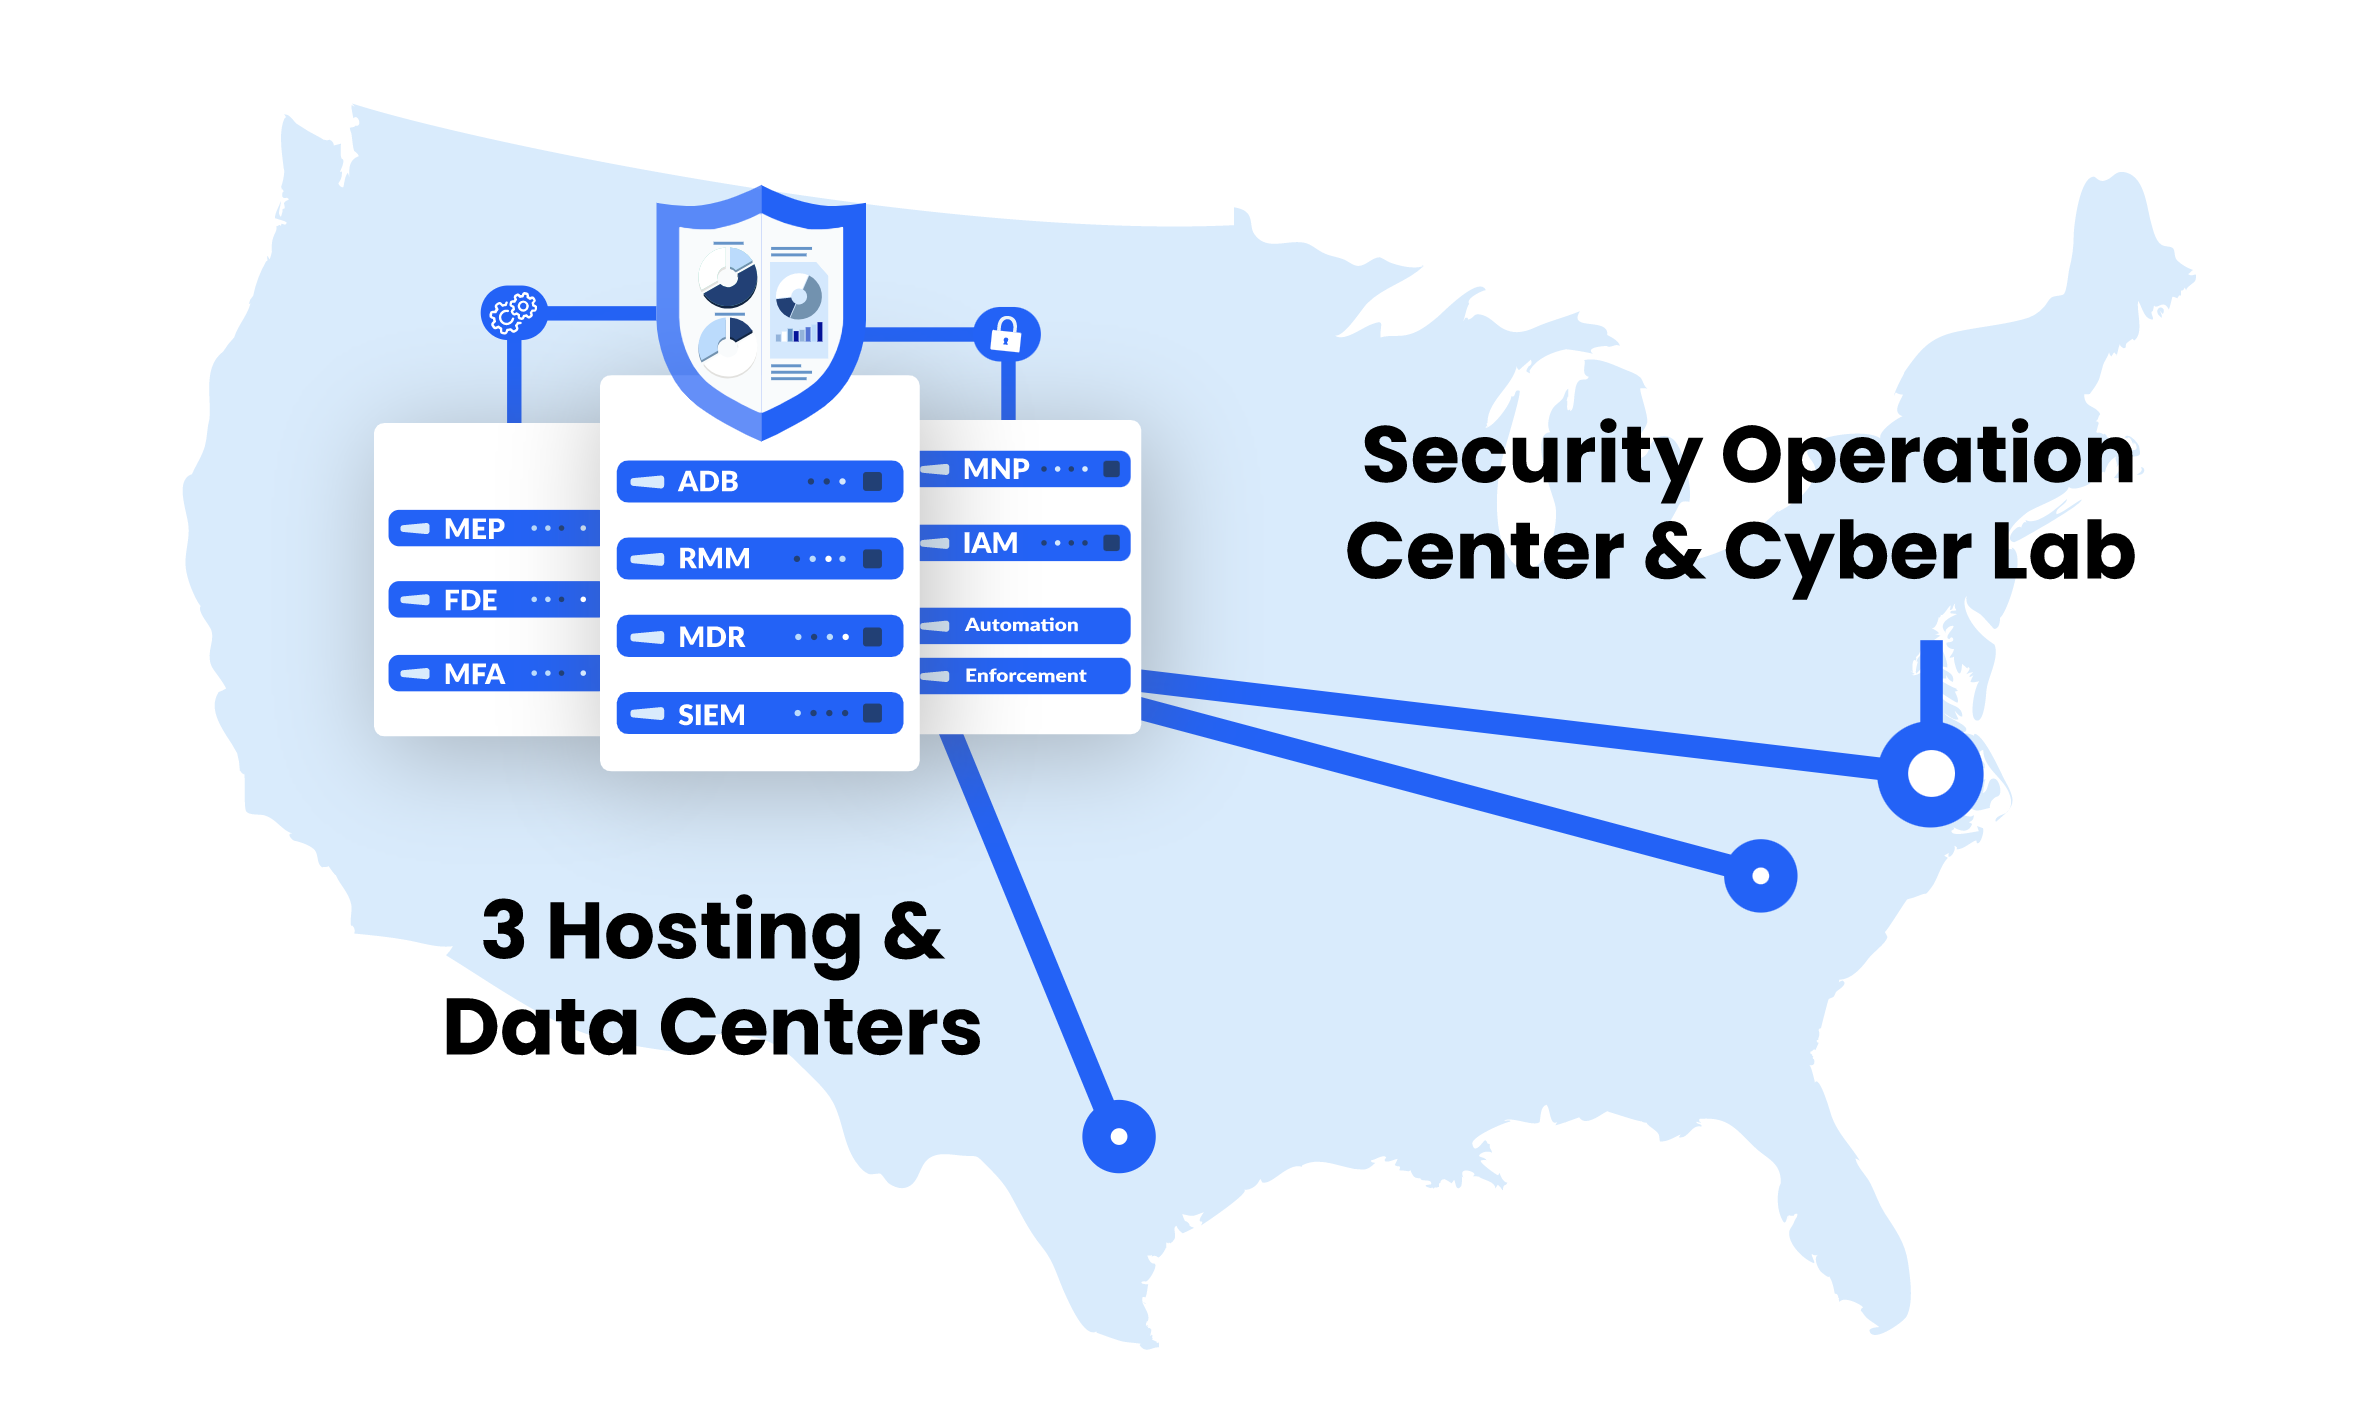 MEP
FDE
MFA
ADB
RMM
MDR
SIEM
MNP
IAM
Automation
Enforcement
Security Operation
Center & Cyber Lab
3 Hosting &
Data Centers